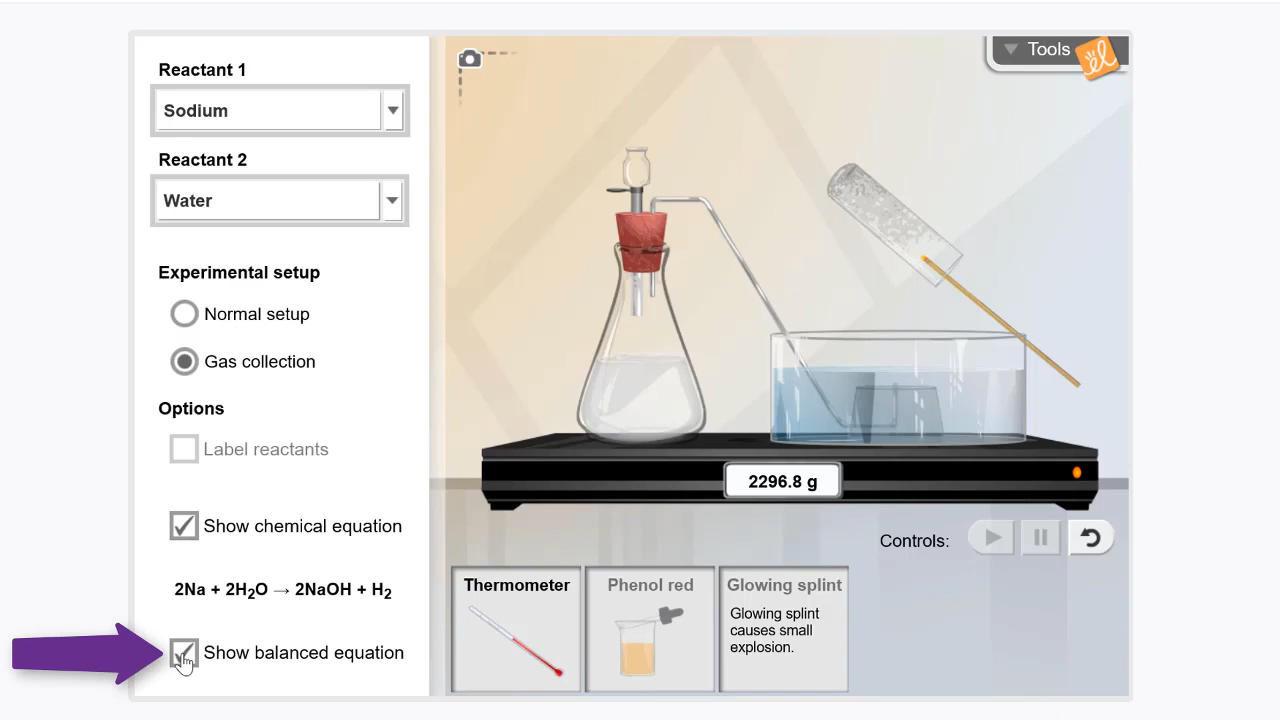 Reactant 1
Sodium
Reactant 2
Water
Experimental setup
Normal setup
Gas collection
Options
Label reactants
Show chemical equation
2Na + 2H₂O → 2NaOH + H₂
Show balanced equation
Tools
2296.8 g
Controls:
Thermometer
Phenol red
Glowing splint
Glowing splint
causes small
explosion.